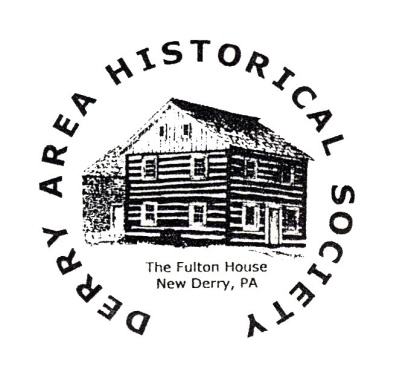 DERRY AREA HISTORICAL SOCIETY
The Fulton House
New Derry, PA